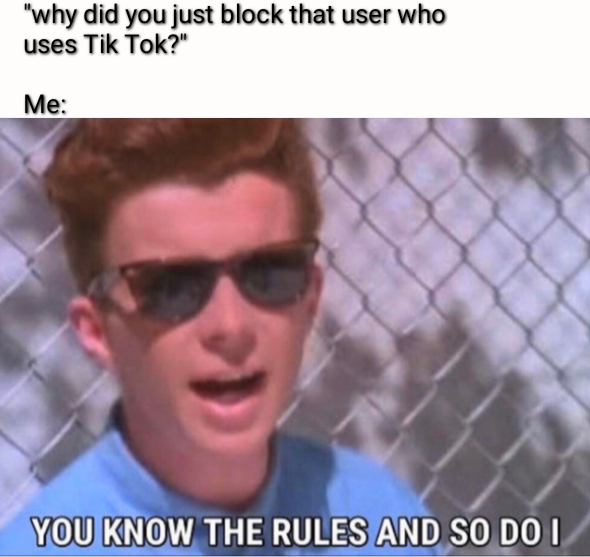 "why did you just block that user who
uses Tik Tok?"
Me:
YOU KNOW THE RULES AND SO DO I